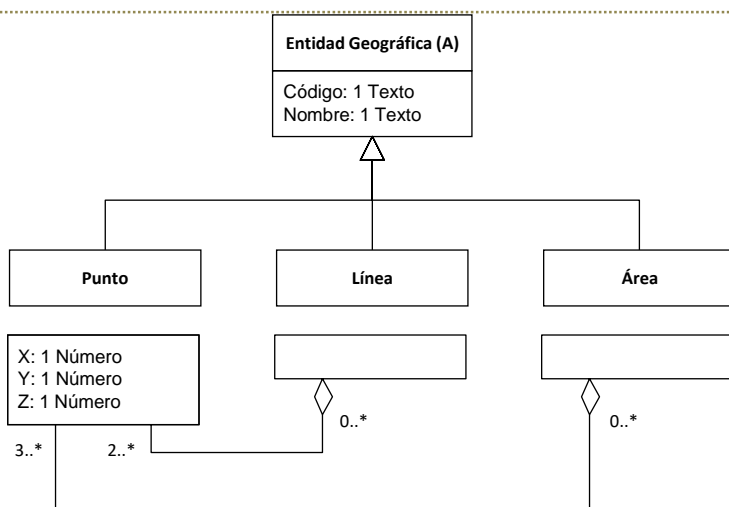 Entidad Geográfica (A)
Código: 1 Texto
Nombre: 1 Texto
Punto
Línea
Área
X: 1 Número
Y: 1 Número
Z: 1 Número
0..*
0..*
3..*
2..*